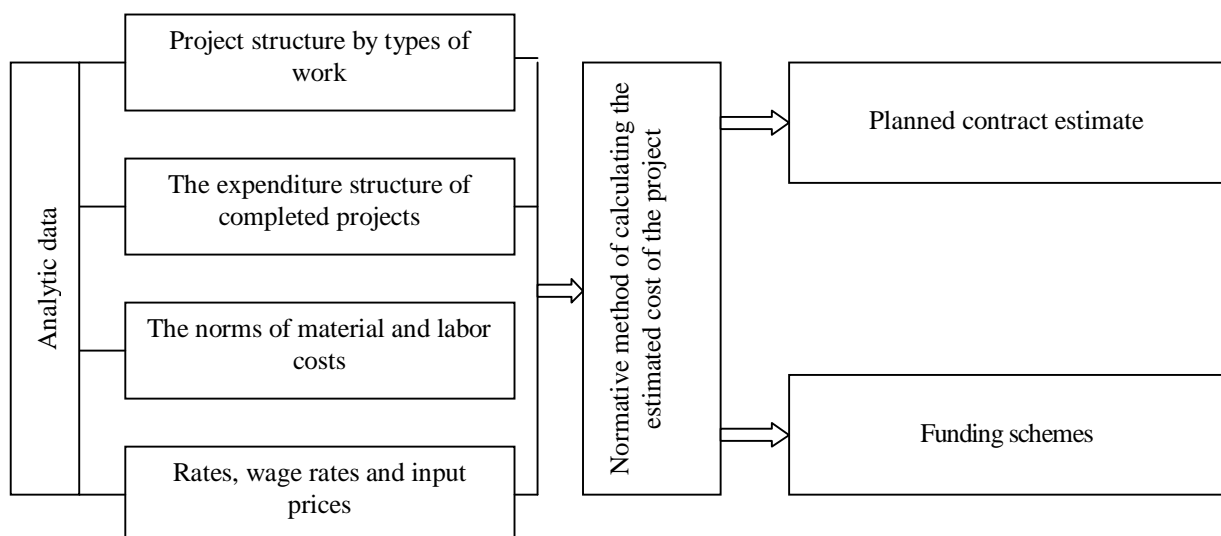 Analytic data
Project structure by types of
work
The expenditure structure of
completed projects
The norms of material and labor
costs
Rates, wage rates and input
prices
Normative method of calculating the
estimated cost of the project
Planned contract estimate
Funding schemes